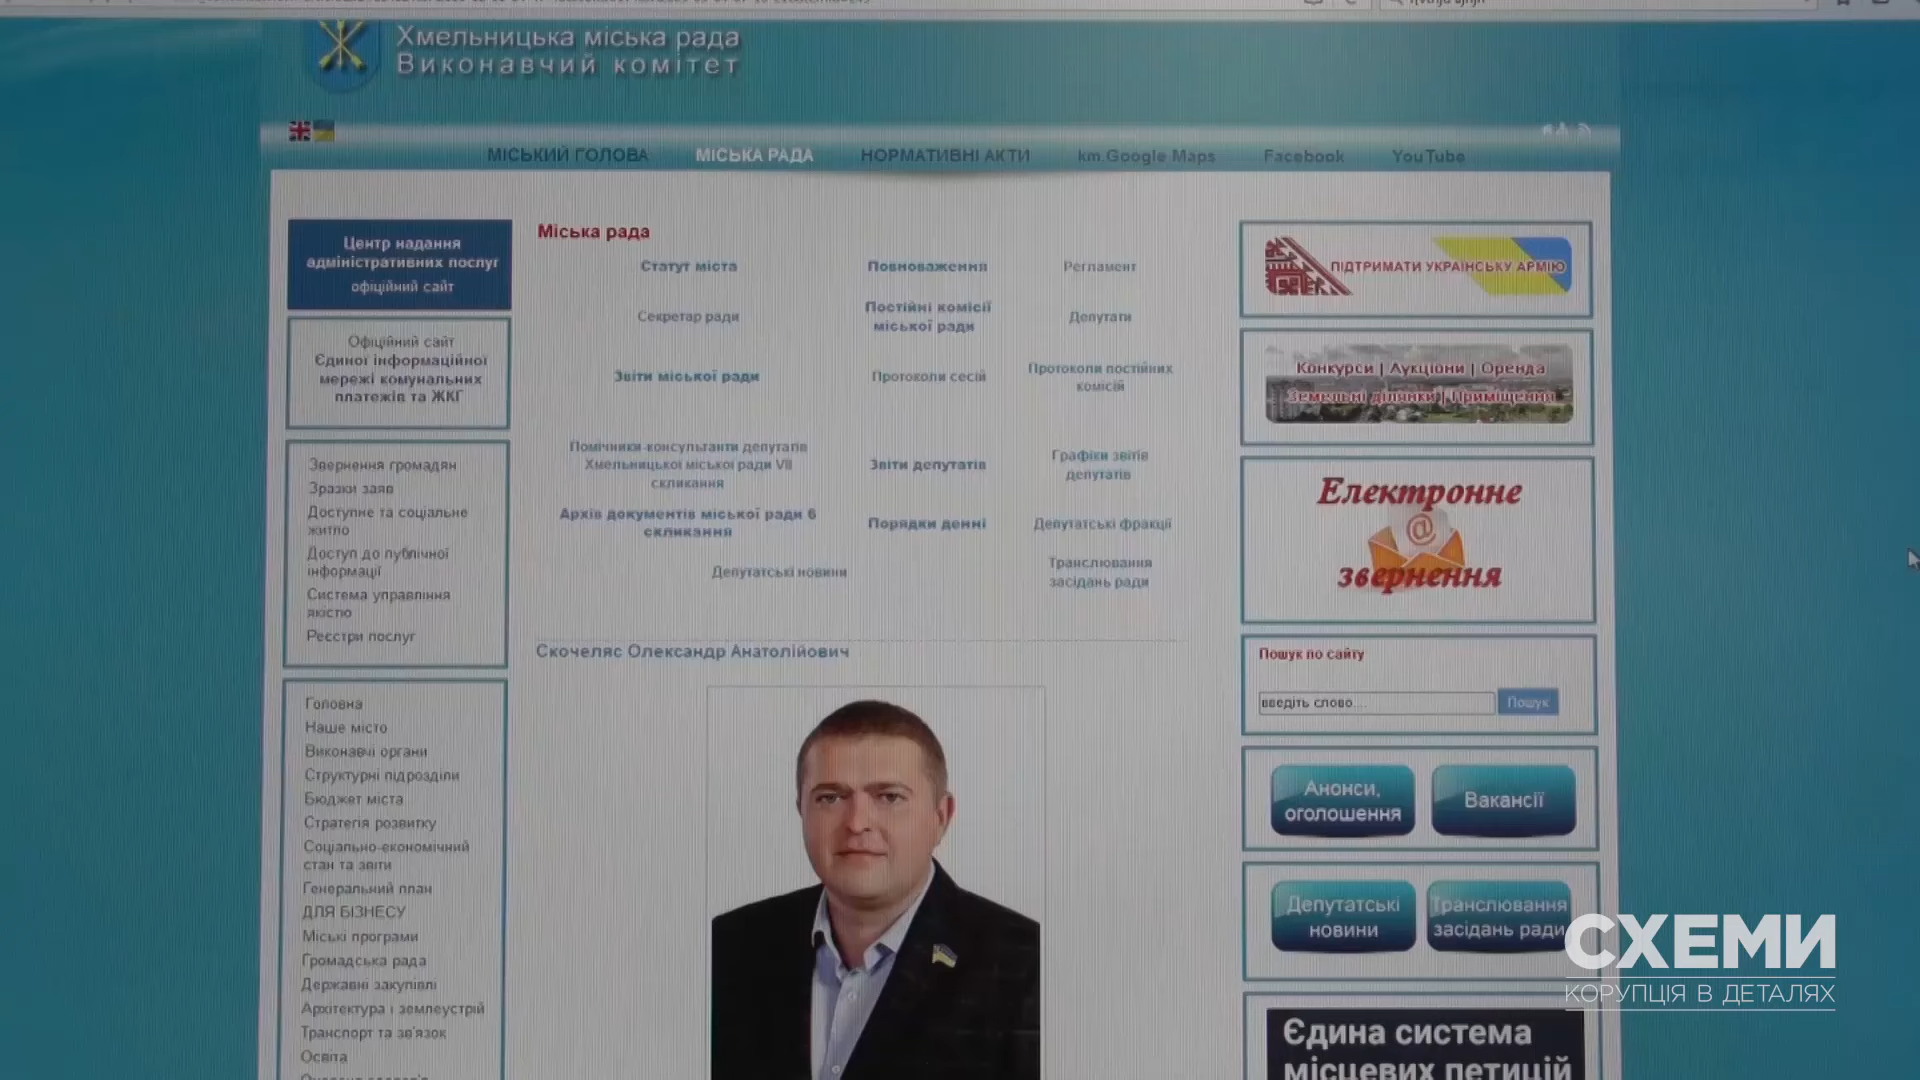 Хмельницька міська рада
Виконавчий комітет
МІСЬКИЙ ГОЛОВА
МІСЬКА РАДА
НОРМАТИВНІ АКТИ
km.Google Maps
Facebook
YouTube
Центр надання
адміністративних послуг
офіційний сайт
Офіційний сайт
Єдиної інформаційної
мережі комунальних
платежів та ЖКГ
Звернення громадян
Зразки заяв
Доступне та соціальне
житло
Доступ до публічної
інформації
Система управління
якістю
Реєстри послуг
Головна
Наше місто
Виконавчі органи
Структурні підрозділи
Бюджет міста
Стратегія розвитку
Соціально-економічний
стан та звіти
Генеральний план
ДЛЯ БІЗНЕСУ
Міські програми
Громадська рада
Державні закупівлі
Архітектура і землеустрій
Транспорт та зв'язок
Освіта
Міська рада
Статут міста
Повноваження
Регламент
Секретар ради
Постійні комісії
міської ради
Депутати
Звіти міської ради
Протоколи сесій
Протоколи постійних
комісій
Помічники-консультанти депутатів
Хмельницької міської ради VII
скликання
Звіти депутатів
Графіки звітів
депутатів
Архів документів міської ради 6
скликання
Порядки денні
Депутатські фракції
Депутатські новини
Транслювання
засідань ради
Скочеляс Олександр Анатолійович
ПІДТРИМАТИ УКРАЇНСЬКУ АРМІЮ
Конкурси | Аукціони | Оренда
Земельні ділянки | Приміщення
Електронне
@
звернення
Пошук по сайту
введіть слово...
Пошук
Анонси,
оголошення
Вакансії
Депутатські
новини
Транслювання
засідань ради
СХЕМИ
КОРУПЦІЯ В ДЕТАЛЯХ
Єдина система
місцевих петицій